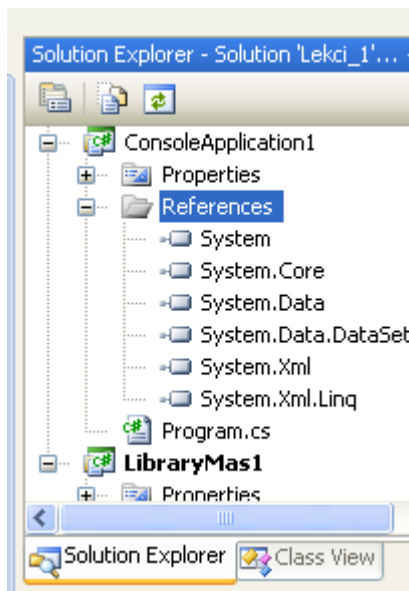 Solution Explorer - Solution 'Lekci_1'...
ConsoleApplication1
Properties
References
System
System.Core
System.Data
System.Data.DataSet
System.Xml
System.Xml.Linq
Program.cs
LibraryMas1
Properties
Solution Explorer Class View